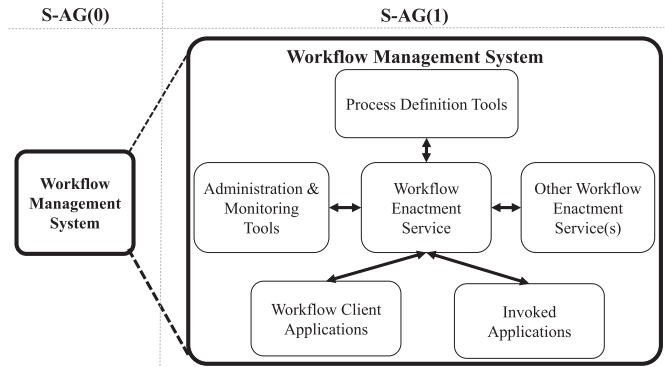 S-AG(0)
S-AG(1)
Workflow Management System
Process Definition Tools
Workflow
Management
System
Administration &
Monitoring
Tools
Workflow
Enactment
Service
Other Workflow
Enactment
Service(s)
Workflow Client
Applications
Invoked
Applications